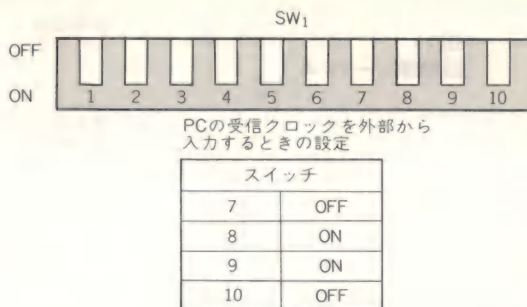 SW₁
OFF
ON
1 2 3 4 5 6 7 8 9 10
PCの受信クロックを外部から
入力するときの設定
スイッチ
7 OFF
8 ON
9 ON
10 OFF